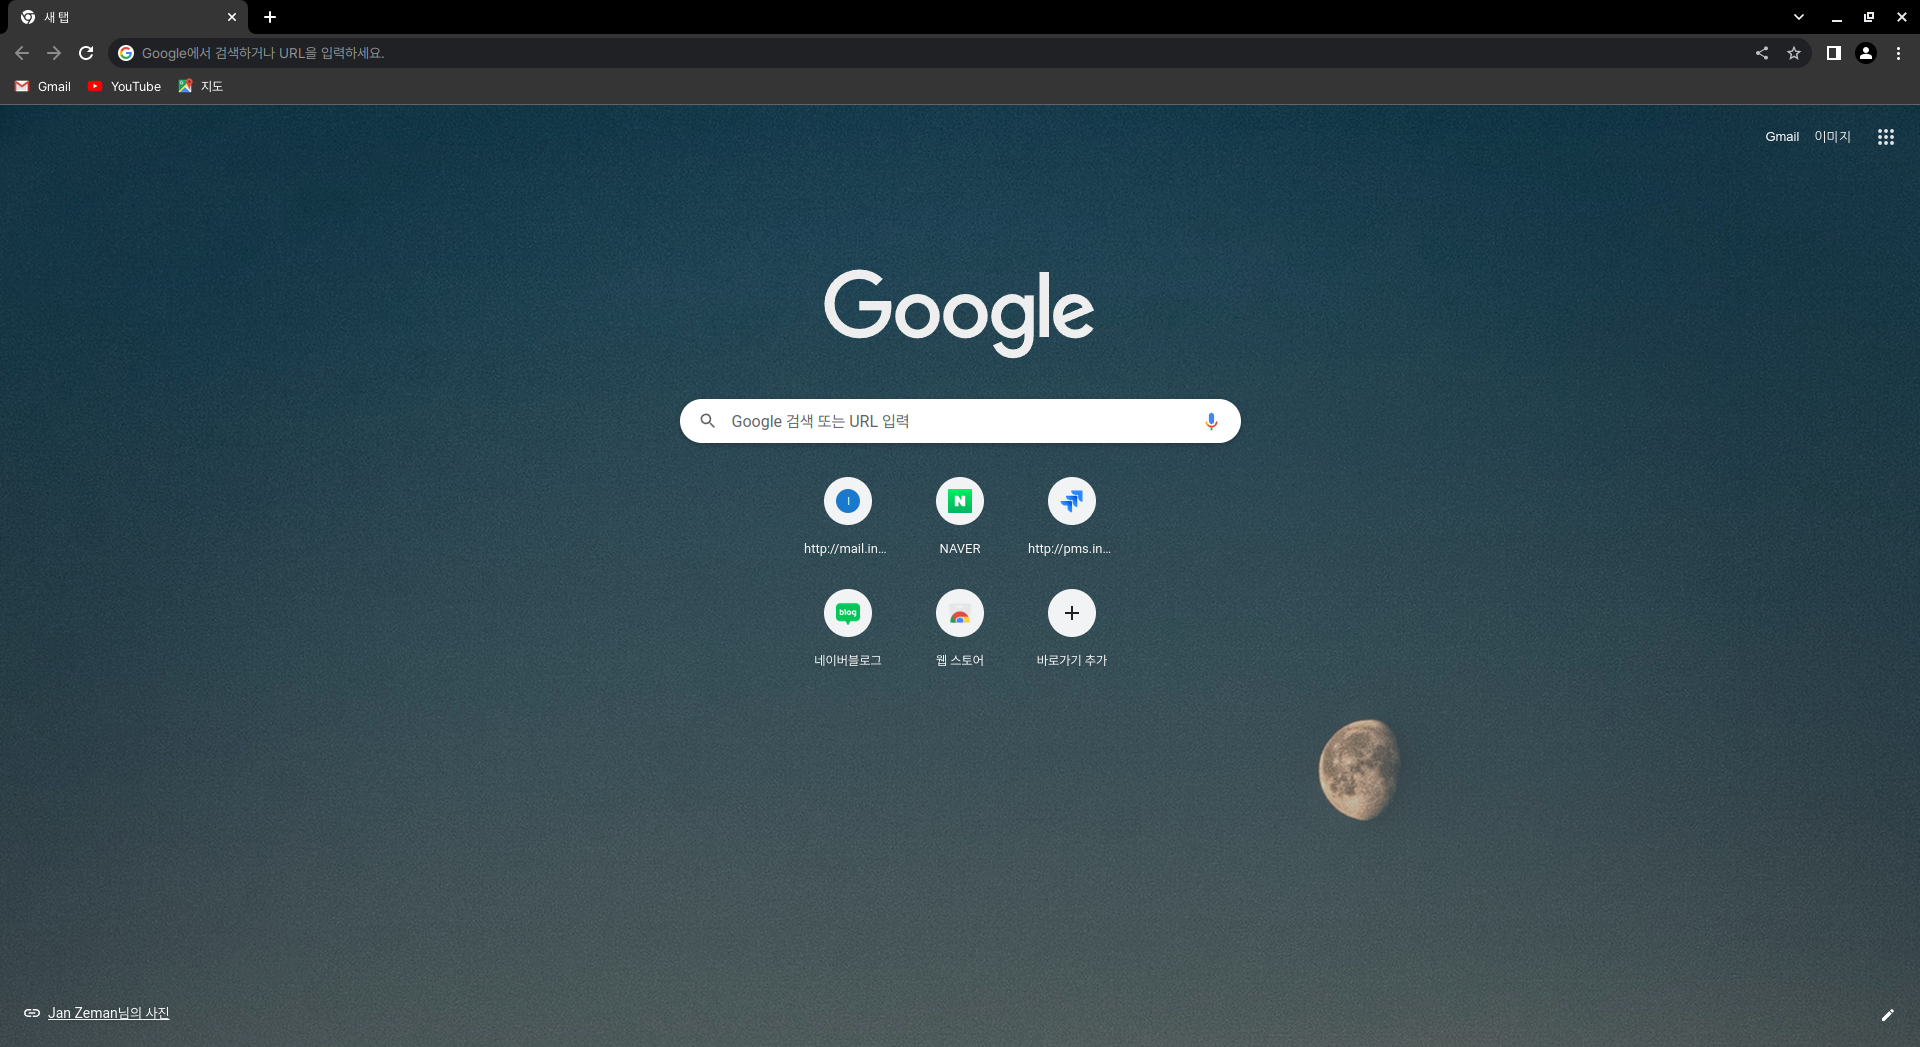 새 탭
Google에서 검색하거나 URL을 입력하세요.
Gmail YouTube 지도
Gmail 이미지
Google
Google 검색 또는 URL 입력
http://mail.in... NAVER http://pms.in...
blog
네이버블로그 웹 스토어 바로가기 추가
Jan Zeman님의 사진